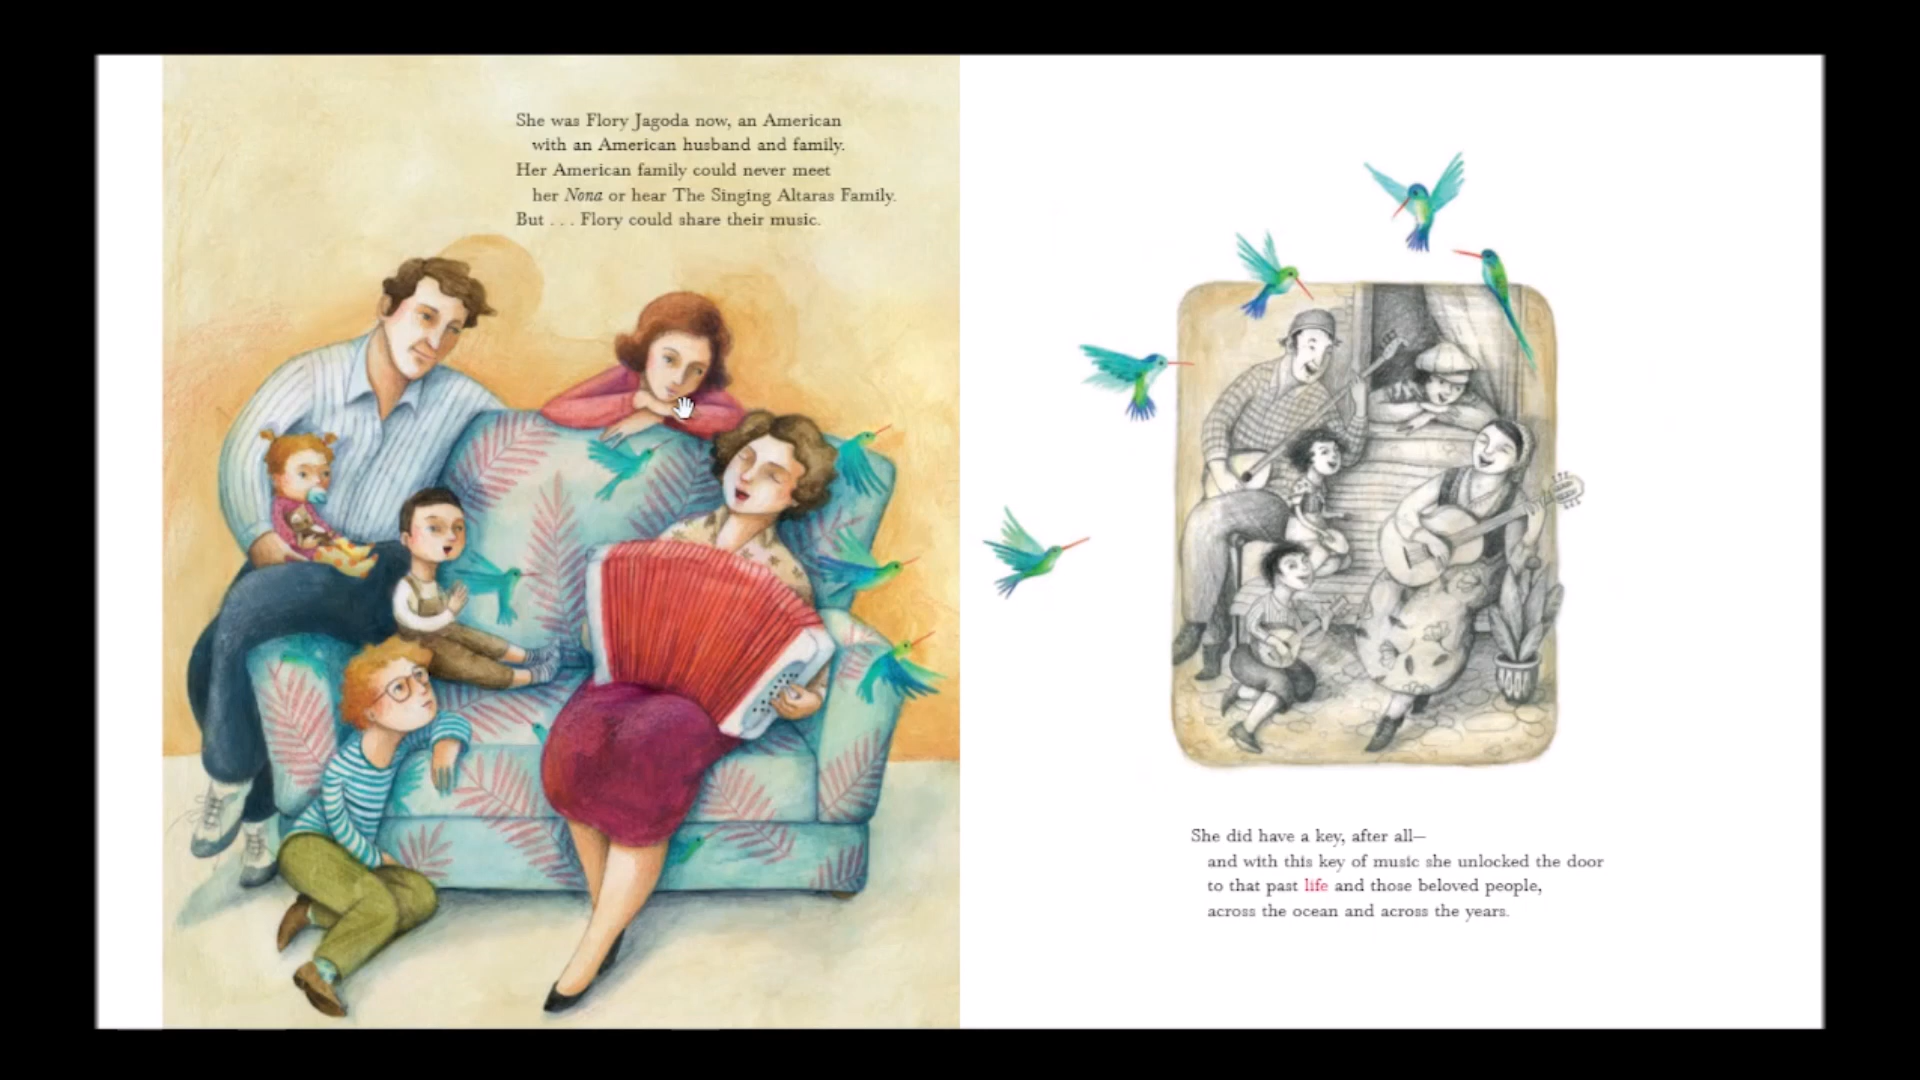 She was Flory Jagoda now, an American
with an American husband and family.
Her American family could never meet
her Nona or hear The Singing Altaras Family.
But . . . Flory could share their music.
She did have a key, after all—
and with this key of music she unlocked the door
to that past life and those beloved people,
across the ocean and across the years.